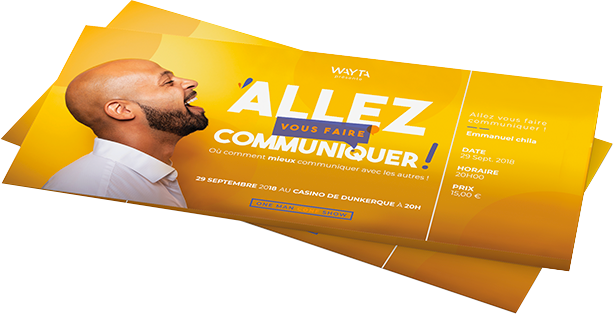 WAYTA
ALLEZ
VOUS FAIRE
COMMUNIQUER !
Où comment mieux communiquer avec les autres !
29 SEPTEMBRE 2018 AU CASINO DE DUNKERQUE À 20H
ONE MAN SHOW
Allez vous faire
communiquer !
Emmanuel chila
DATE
29 Sept. 2018
HORAIRE
20H00
PRIX
15,00 €